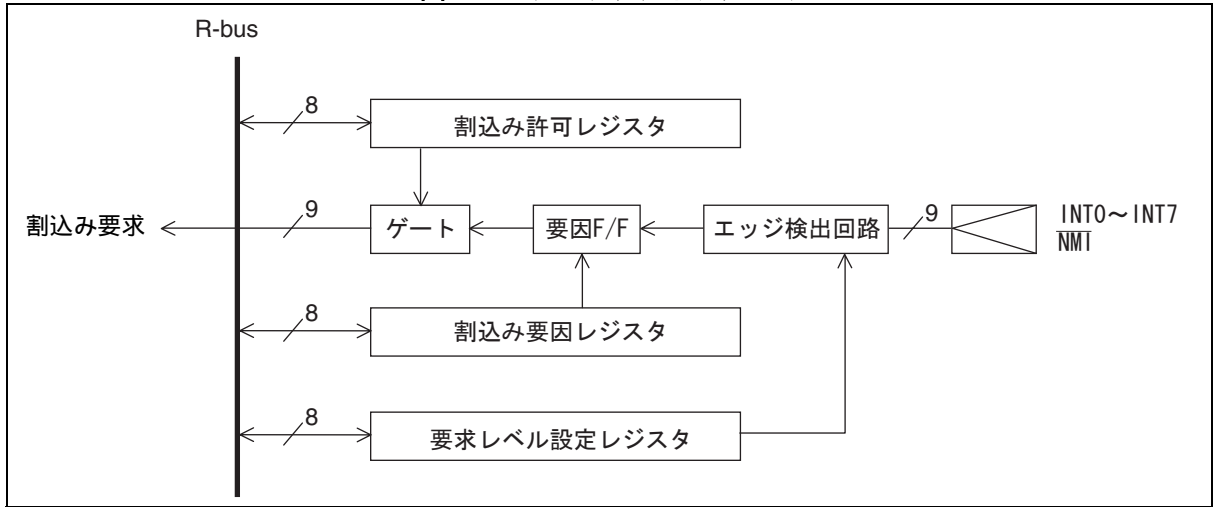 R-bus
8
割込み許可レジスタ
割込み要求
9
ゲート
要因F/F
エッジ検出回路
9
INT0～INT7
NMI
8
割込み要因レジスタ
8
要求レベル設定レジスタ